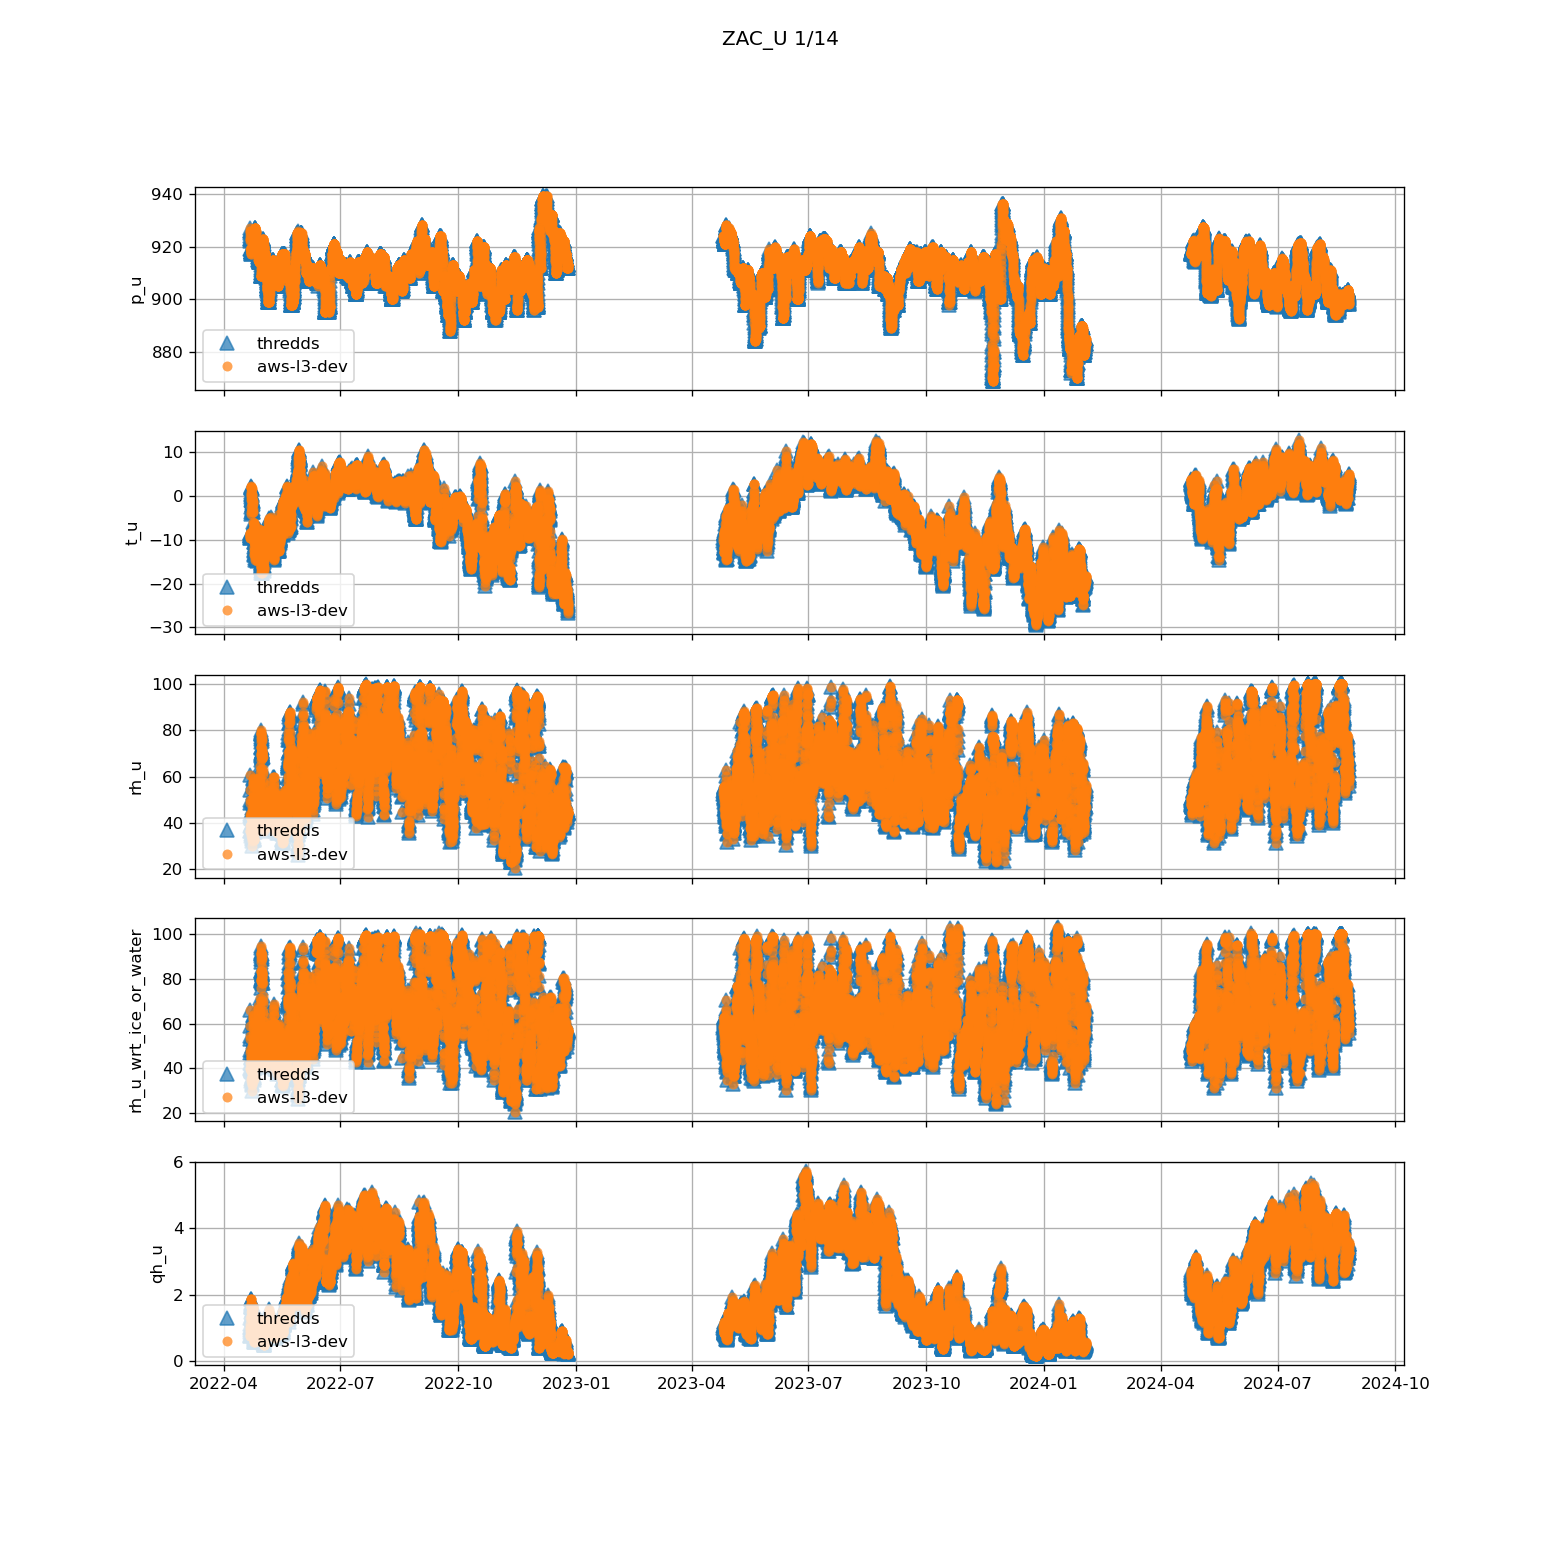 ZAC_U 1/14
940
920
900
880
p_u
thredds
aws-l3-dev
10
0
−10
−20
−30
t_u
thredds
aws-l3-dev
100
80
60
40
20
rh_u
thredds
aws-l3-dev
100
80
60
40
20
rh_u_wrt_ice_or_water
thredds
aws-l3-dev
6
4
2
0
qh_u
thredds
aws-l3-dev
2022-04 2022-07 2022-10 2023-01 2023-04 2023-07 2023-10 2024-01 2024-04 2024-07 2024-10